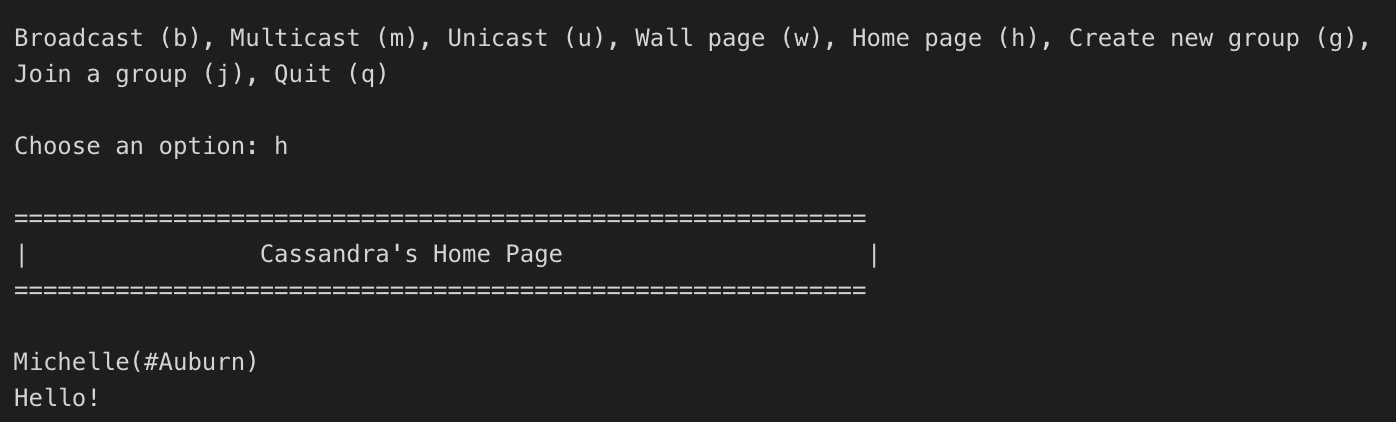 Broadcast (b), Multicast (m), Unicast (u), Wall page (w), Home page (h), Create new group (g),
Join a group (j), Quit (q)
Choose an option: h
===========================================================
|                Cassandra's Home Page                     |
===========================================================
Michelle(#Auburn)
Hello!